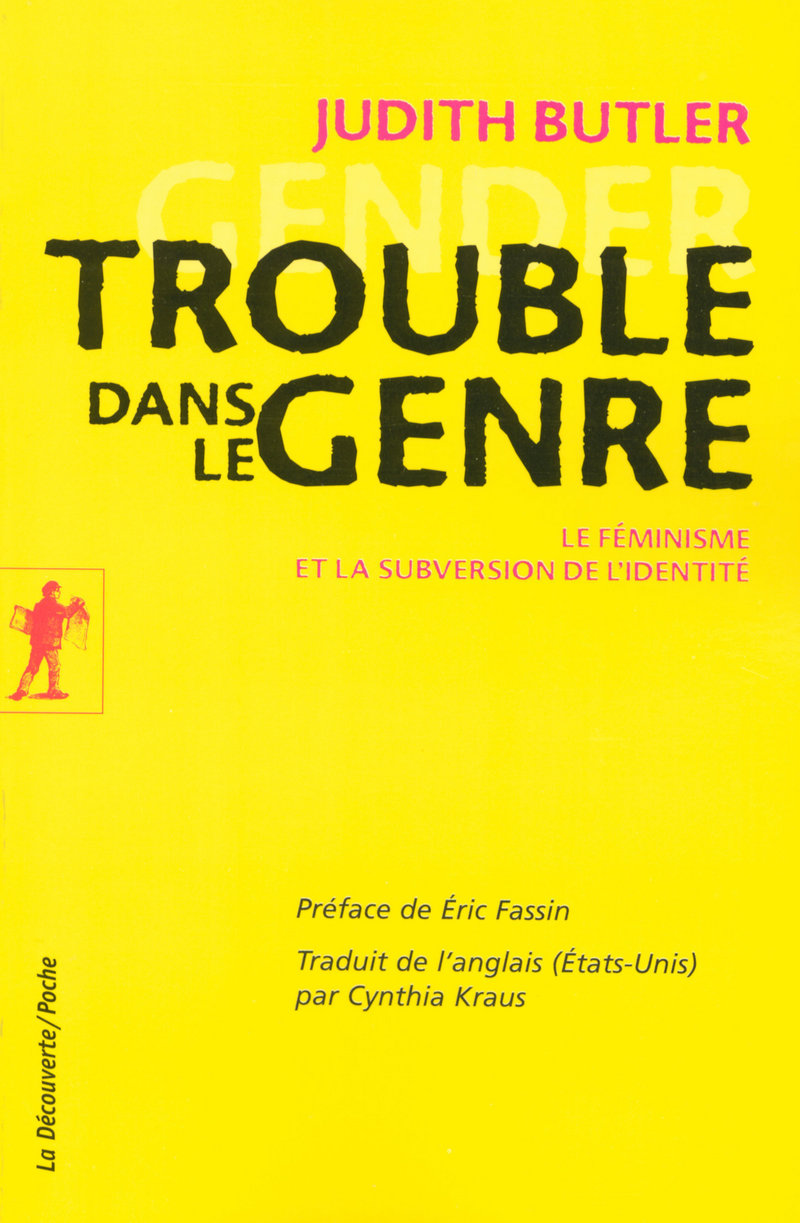 JUDITH BUTLER
GENDER
TROUBLE
DANS
LE GENRE
LE FÉMINISME
ET LA SUBVERSION DE L'IDENTITÉ
Préface de Éric Fassin
Traduit de l'anglais (États-Unis)
par Cynthia Kraus
La Découverte/Poche